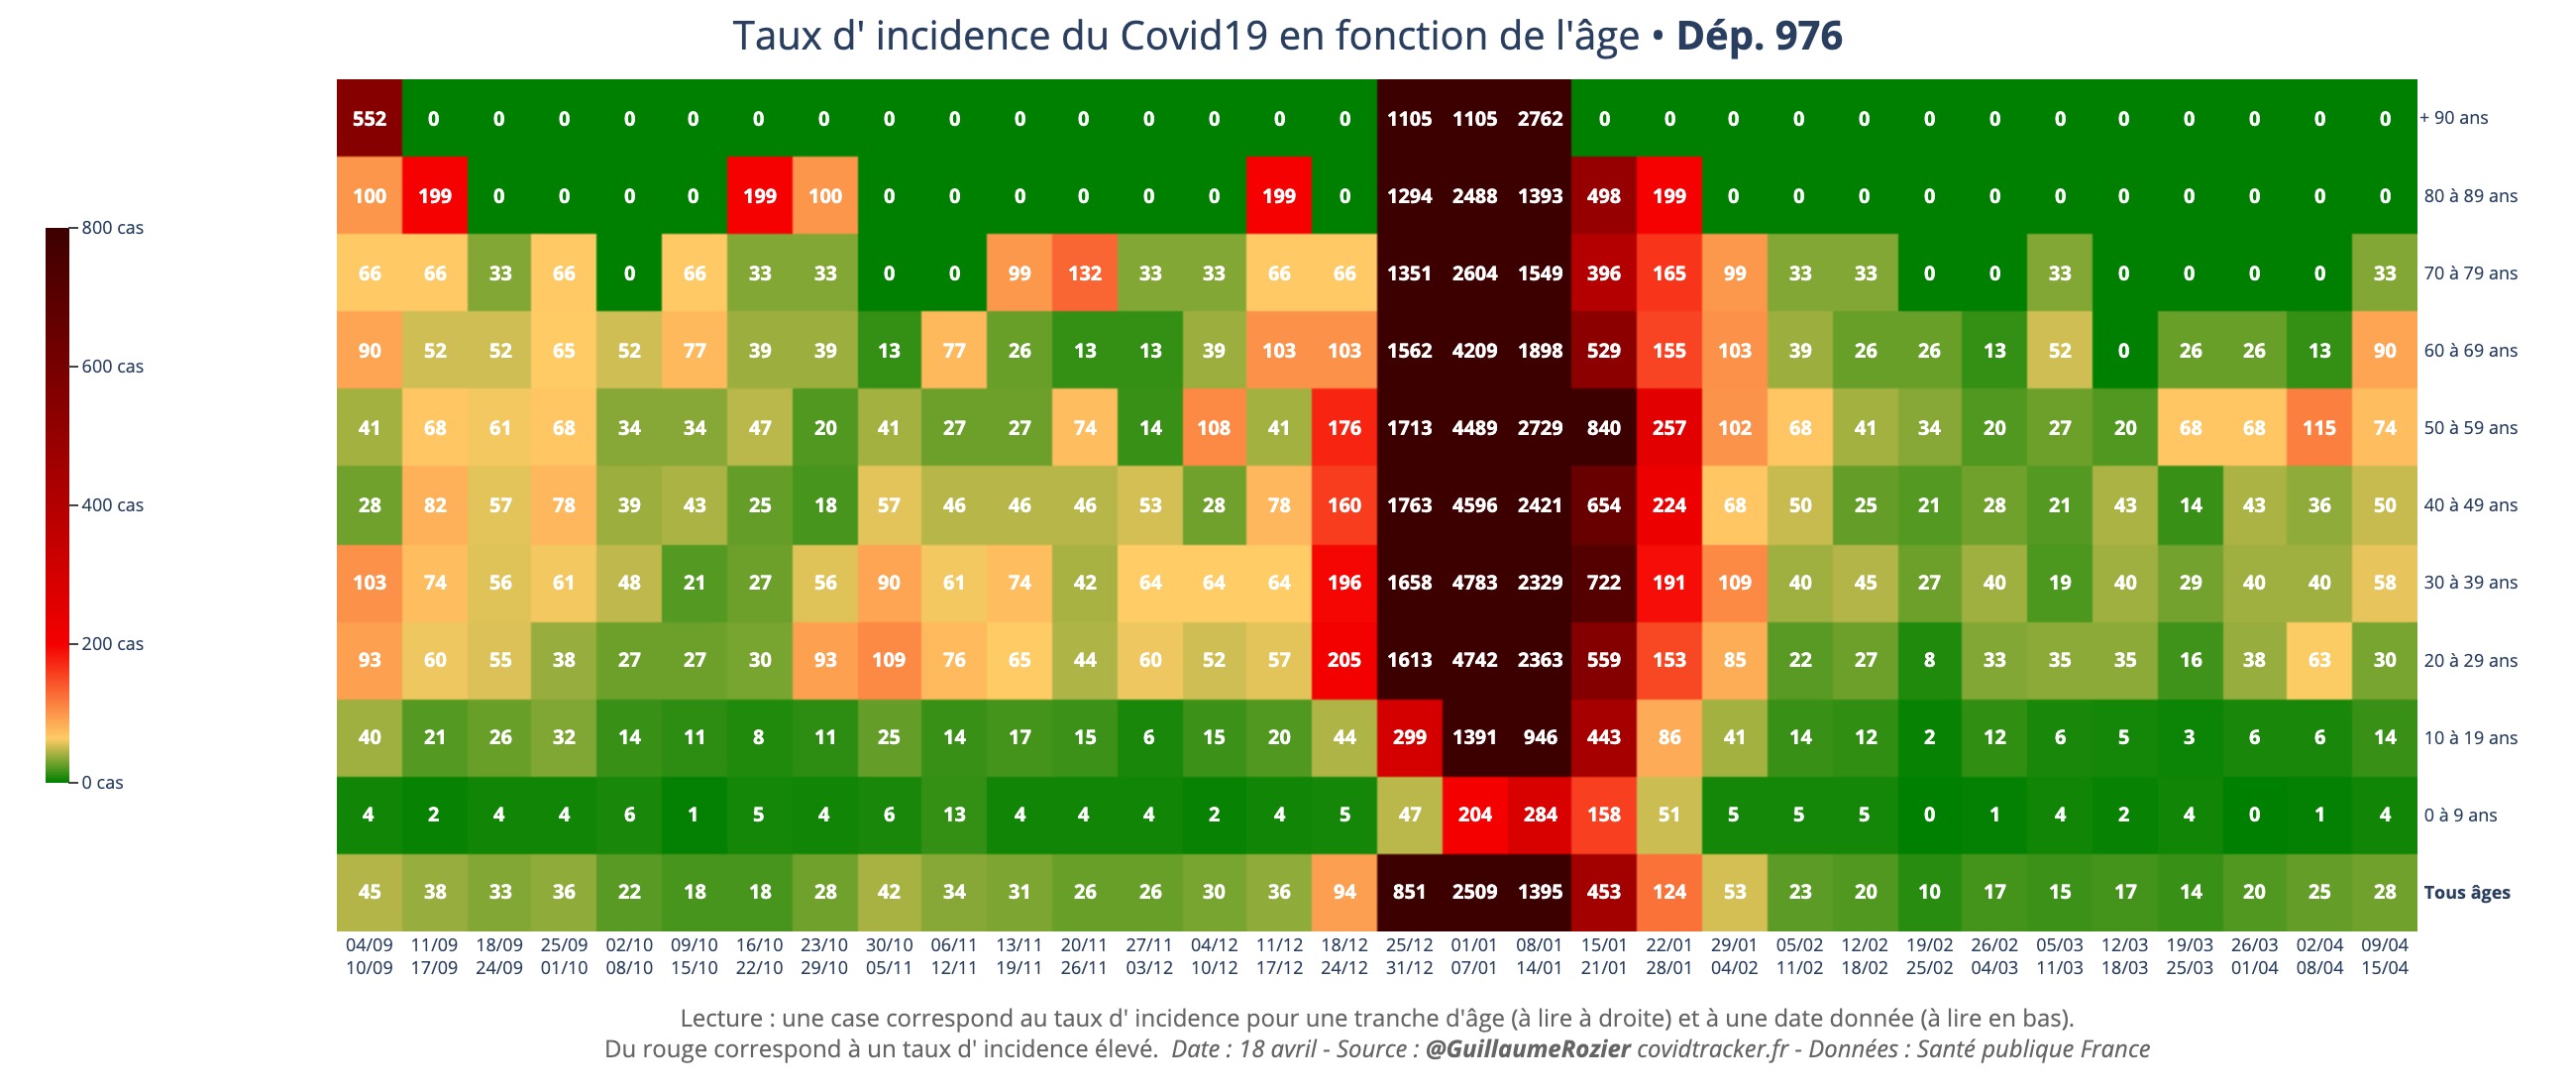 Taux d' incidence du Covid19 en fonction de l'âge • Dép. 976
800 cas
600 cas
400 cas
200 cas
0 cas
552 0 0 0 0 0 0 0 0 0 0 0 0 0 0 0 1105 1105 2762 0 0 0 0 0 0 0 0 0 0 0 0 0 + 90 ans
100 199 0 0 0 0 199 100 0 0 0 0 0 0 199 0 1294 2488 1393 498 199 0 0 0 0 0 0 0 0 0 0 0 80 à 89 ans
66 66 33 66 0 66 33 33 0 0 99 132 33 33 66 66 1351 2604 1549 396 165 99 33 33 0 0 33 0 0 0 0 33 70 à 79 ans
90 52 52 65 52 77 39 39 13 77 26 13 13 39 103 103 1562 4209 1898 529 155 103 39 26 26 13 52 0 26 26 13 90 60 à 69 ans
41 68 61 68 34 34 47 20 41 27 27 74 14 108 41 176 1713 4489 2729 840 257 102 68 41 34 20 27 20 68 68 115 74 50 à 59 ans
28 82 57 78 39 43 25 18 57 46 46 46 53 28 78 160 1763 4596 2421 654 224 68 50 25 21 28 21 43 14 43 36 50 40 à 49 ans
103 74 56 61 48 21 27 56 90 61 74 42 64 64 64 196 1658 4783 2329 722 191 109 40 45 27 40 19 40 29 40 40 58 30 à 39 ans
93 60 55 38 27 27 30 93 109 76 65 44 60 52 57 205 1613 4742 2363 559 153 85 22 27 8 33 35 35 16 38 63 30 20 à 29 ans
40 21 26 32 14 11 8 11 25 14 17 15 6 15 20 44 299 1391 946 443 86 41 14 12 2 12 6 5 3 6 6 14 10 à 19 ans
4 2 4 4 6 1 5 4 6 13 4 4 4 2 4 5 47 204 284 158 51 5 5 5 0 1 4 2 4 0 1 4 0 à 9 ans
45 38 33 36 22 18 18 28 42 34 31 26 26 30 36 94 851 2509 1395 453 124 53 23 20 10 17 15 17 14 20 25 28 Tous âges
04/09 11/09 18/09 25/09 02/10 09/10 16/10 23/10 30/10 06/11 13/11 20/11 27/11 04/12 11/12 18/12 25/12 01/01 08/01 15/01 22/01 29/01 05/02 12/02 19/02 26/02 05/03 12/03 19/03 26/03 02/04 09/04
10/09 17/09 24/09 01/10 08/10 15/10 22/10 29/10 05/11 12/11 19/11 26/11 03/12 10/12 17/12 24/12 31/12 07/01 14/01 21/01 28/01 04/02 11/02 18/02 25/02 04/03 11/03 18/03 25/03 01/04 08/04 15/04
Lecture : une case correspond au taux d' incidence pour une tranche d'âge (à lire à droite) et à une date donnée (à lire en bas).
Du rouge correspond à un taux d' incidence élevé. Date : 18 avril - Source : @GuillaumeRozier covidtracker.fr - Données : Santé publique France